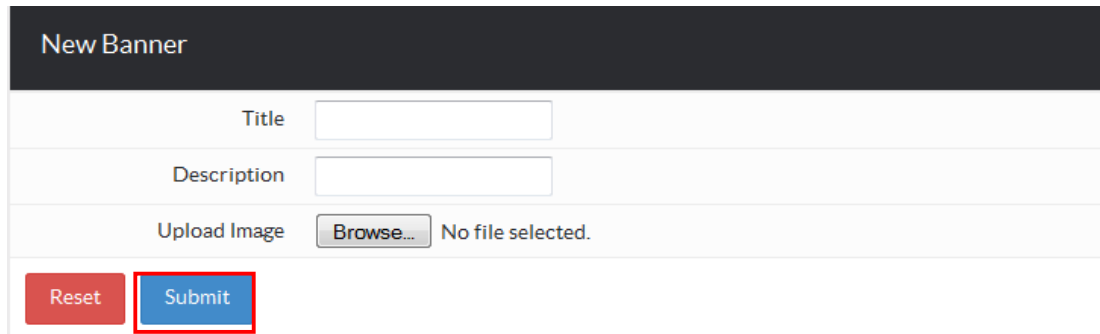 New Banner
Title
Description
Upload Image Browse... No file selected.
Reset Submit